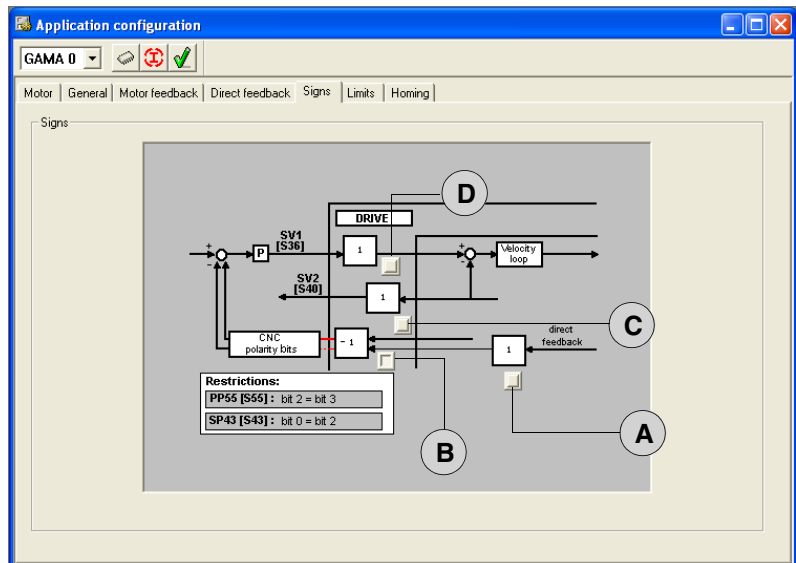 Application configuration
GAMA 0
Motor General Motor feedback Direct feedback Signs Limits Homing
Signs
D
DRIVE
SV1
[S36]
+
-
P
1
+
-
Velocity
loop
SV2
[S40]
1
C
CNC
polarity bits
- 1
1
direct
feedback
Restrictions:
PP55 [S55] : bit 2 = bit 3
SP43 [S43] : bit 0 = bit 2
B
A